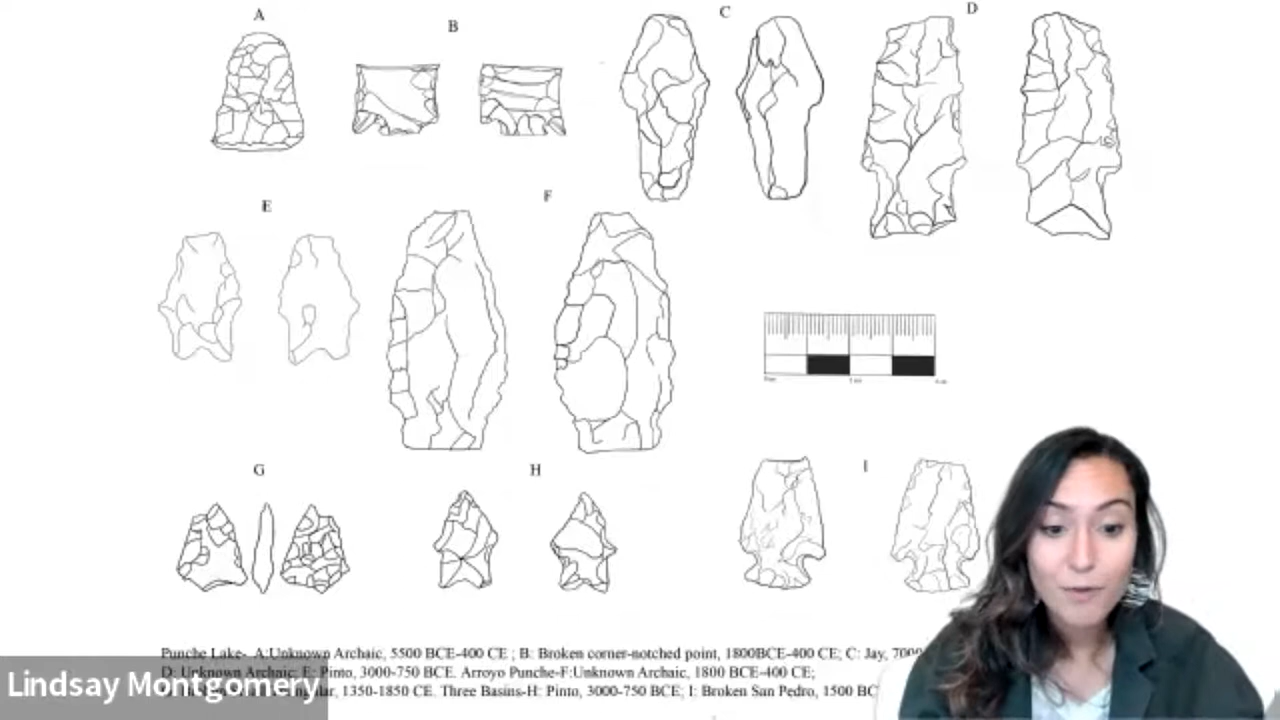 A
B
C
D
E
F
G
H
I
Punche Lake- A:Unknown Archaic, 5500 BCE-400 CE ; B: Broken corner-notched point, 1800BCE-400 CE; C: Jay, 7000
D: Unknown Archaic; E: Pinto, 3000-750 BCE. Arroyo Punche-F:Unknown Archaic, 1800 BCE-400 CE;
1350-1850 CE. Three Basins-H: Pinto, 3000-750 BCE; I: Broken San Pedro, 1500 BC
Lindsay Montgomery